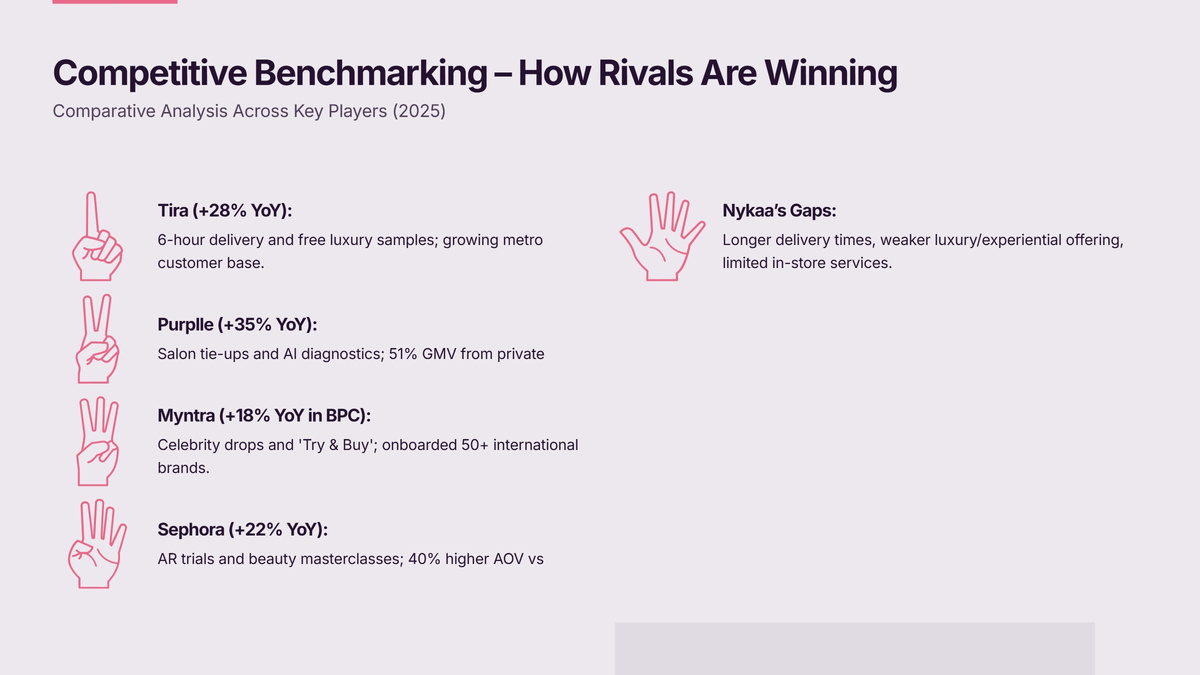 Competitive Benchmarking – How Rivals Are Winning
Comparative Analysis Across Key Players (2025)
Tira (+28% YoY):
6-hour delivery and free luxury samples; growing metro
customer base.
Purplle (+35% YoY):
Salon tie-ups and AI diagnostics; 51% GMV from private
Myntra (+18% YoY in BPC):
Celebrity drops and 'Try & Buy'; onboarded 50+ international
brands.
Sephora (+22% YoY):
AR trials and beauty masterclasses; 40% higher AOV vs
Nykaa’s Gaps:
Longer delivery times, weaker luxury/experiential offering,
limited in-store services.